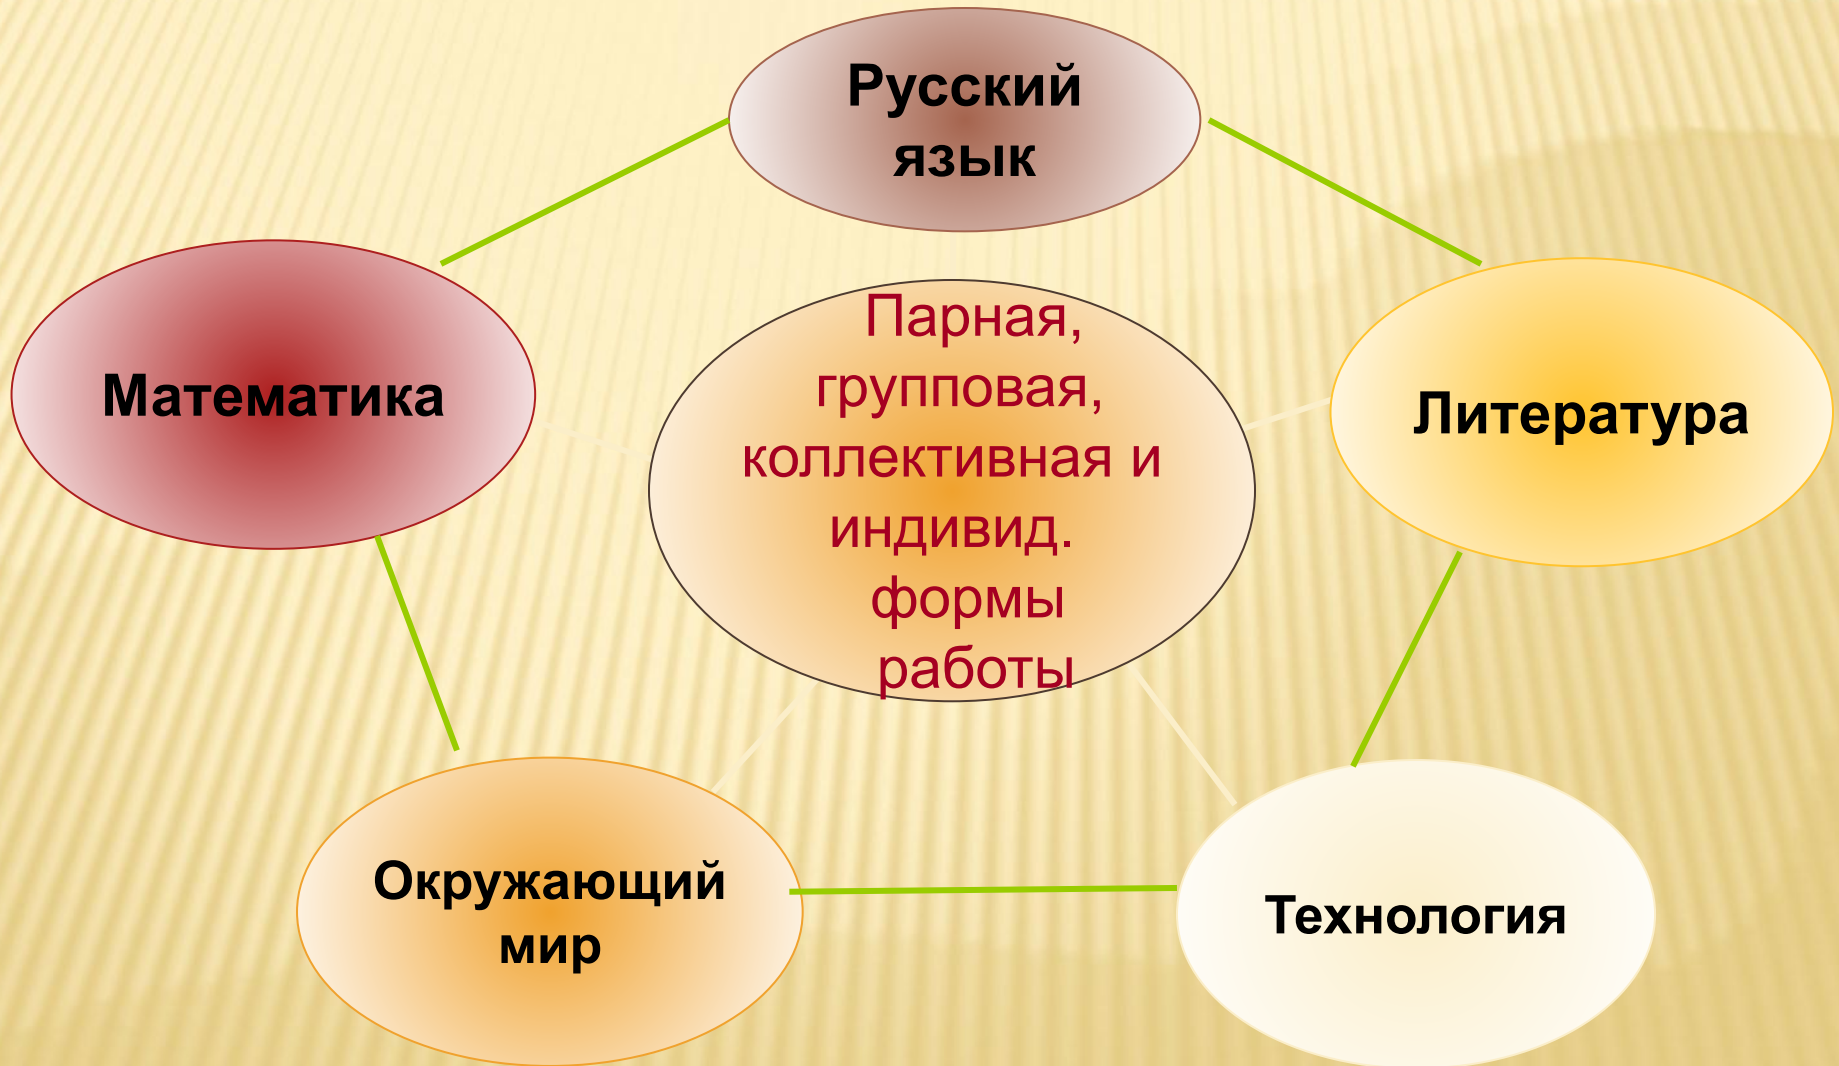 Русский
язык
Математика
Парная,
групповая,
коллективная и
индивид.
формы
работы
Литература
Окружающий
мир
Технология